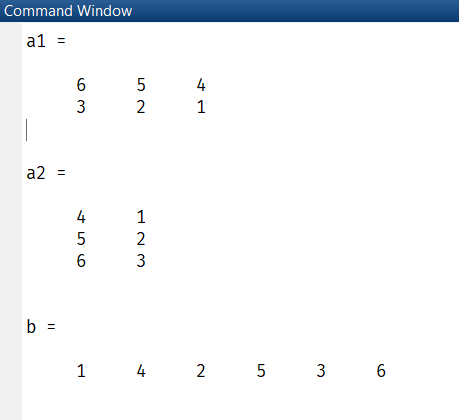 Command Window
a1 =
6 5 4
3 2 1
a2 =
4 1
5 2
6 3
b =
1 4 2 5 3 6